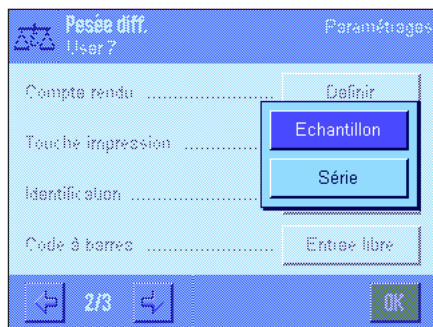 Pesée diff.
User 7
Paramétrages
Compte rendu ................ Définir
Touche impression ............
Echantillon
Série
Identification ....................
Code à barres .................. Entrée libre
2/3
OK